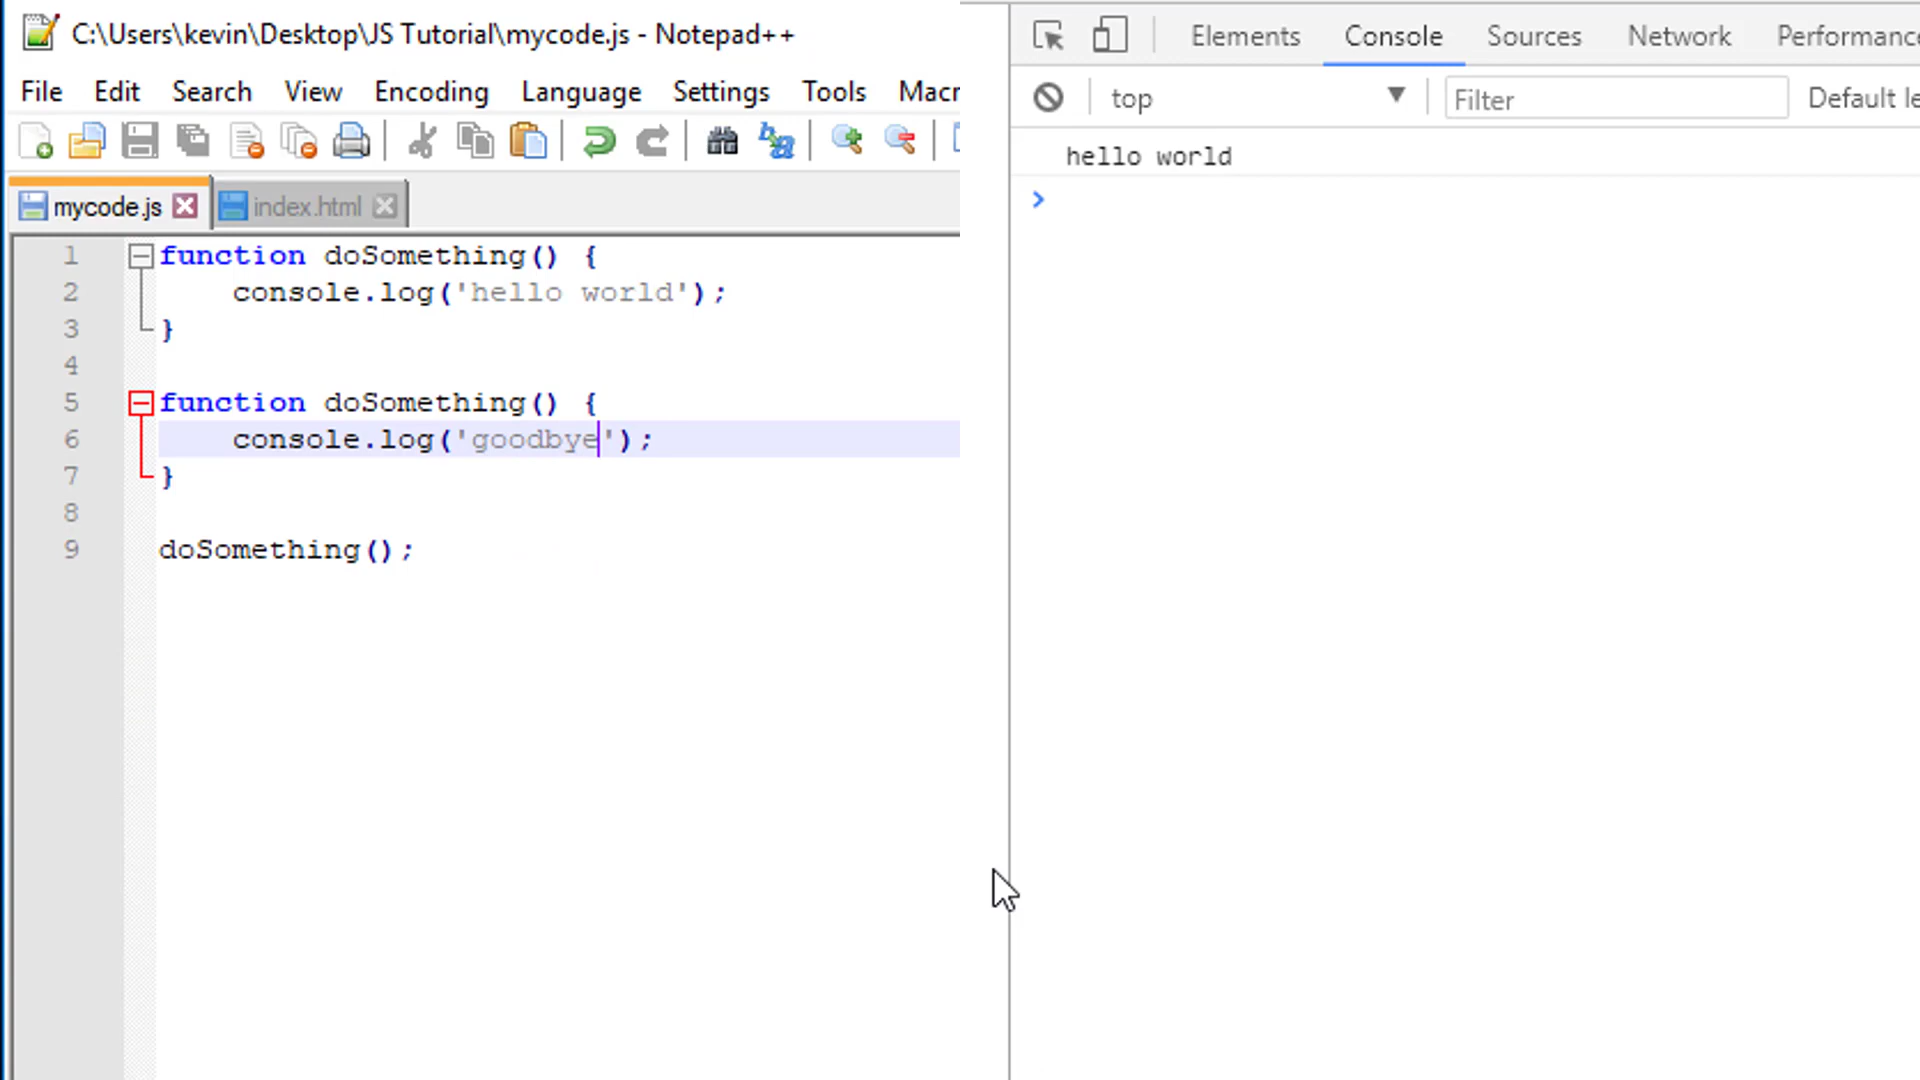 C:\Users\kevin\Desktop\JS Tutorial\mycode.js - Notepad++
File Edit Search View Encoding Language Settings Tools Macr
mycode.js index.html
1 function doSomething() {
2     console.log('hello world');
3 }
4
5 function doSomething() {
6     console.log('goodbye');
7 }
8
9 doSomething();
Elements Console Sources Network Performance
top Filter Default le
hello world
>